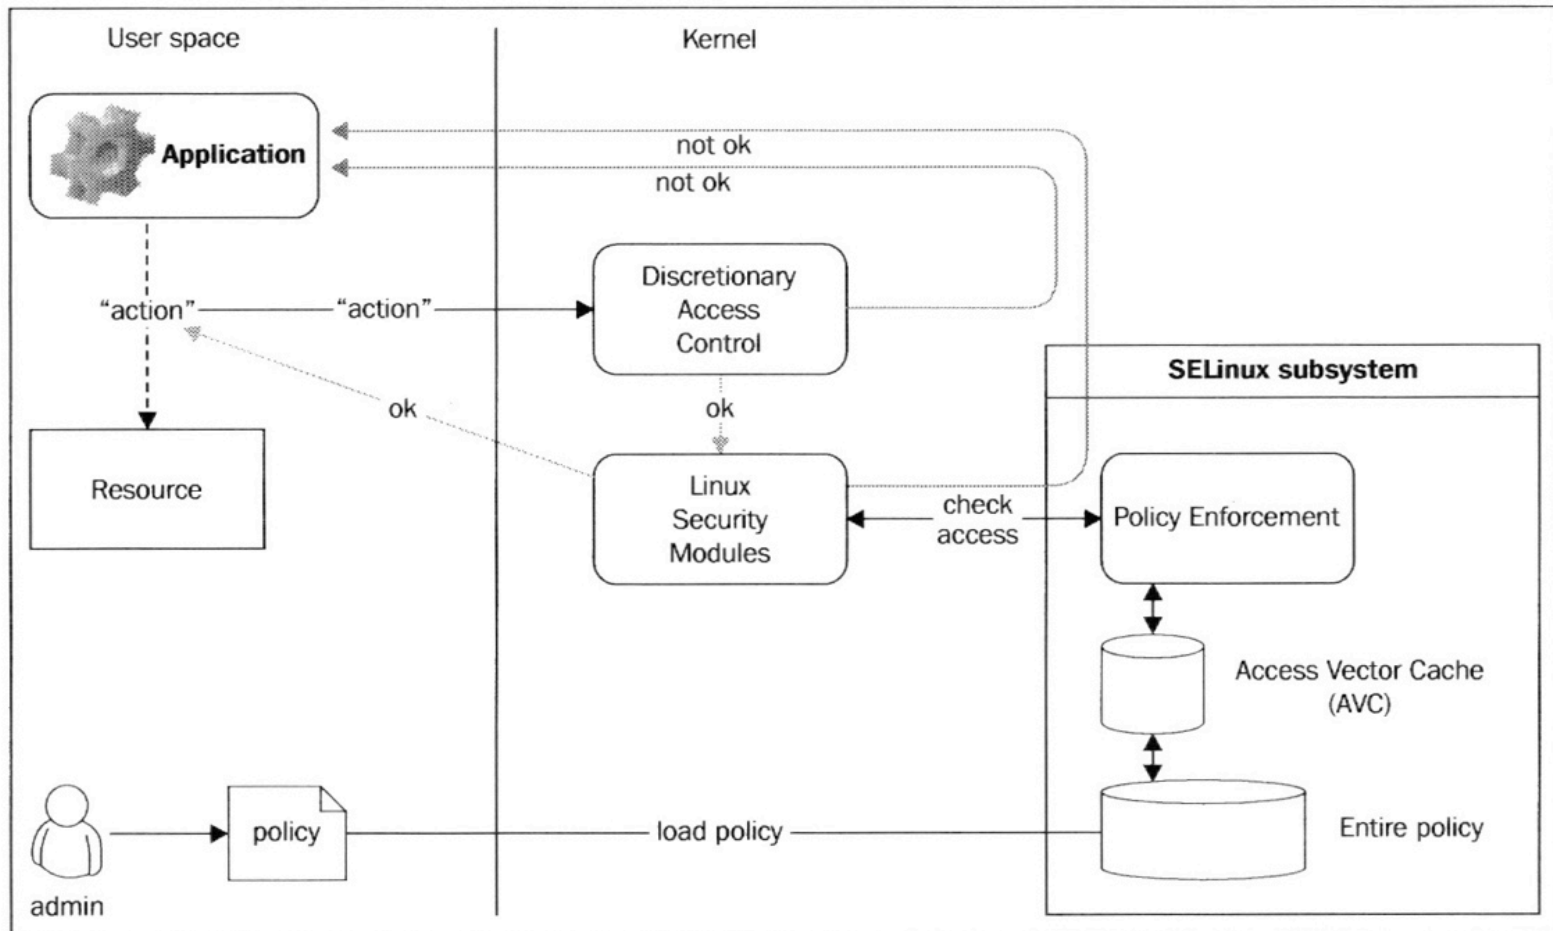 User space
Kernel
Application
not ok
not ok
Discretionary
Access
Control
“action”
“action”
SELinux subsystem
ok
ok
Resource
Linux
Security
Modules
check
access
Policy Enforcement
Access Vector Cache
(AVC)
policy
load policy
Entire policy
admin